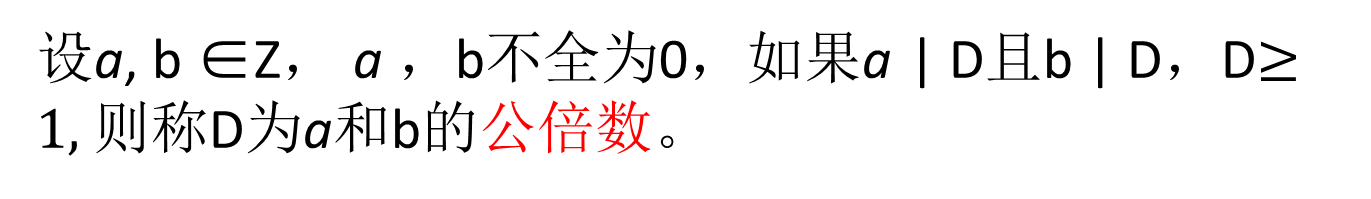 设a, b ∈Z， a ，b不全为0，如果a | D且b | D，D≥
1, 则称D为a和b的公倍数。